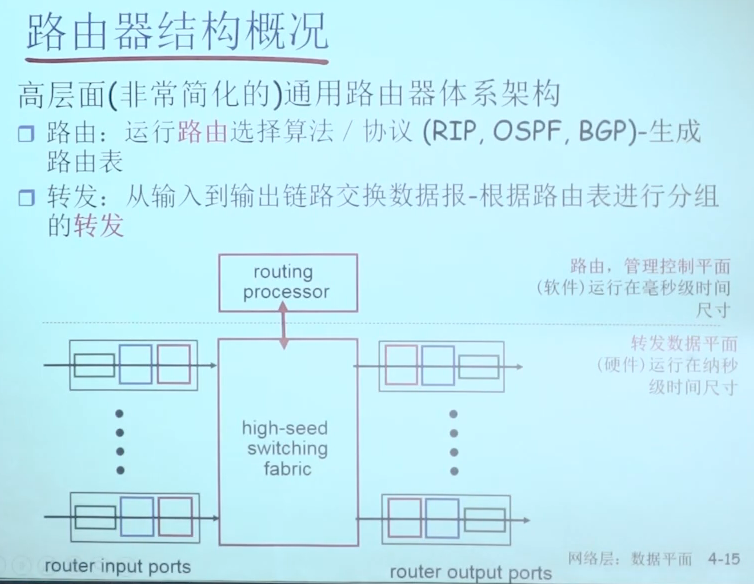 路由器结构概况
高层面(非常简化的)通用路由器体系架构
路由：运行路由选择算法 / 协议 (RIP, OSPF, BGP)-生成
路由表
转发：从输入到输出链路交换数据报-根据路由表进行分组
的转发
routing
processor
路由，管理控制平面
(软件)运行在毫秒级时间
尺寸
转发数据平面
(硬件)运行在纳秒
级时间尺寸
high-seed
switching
fabric
router input ports
router output ports
网络层：数据平面 4-15